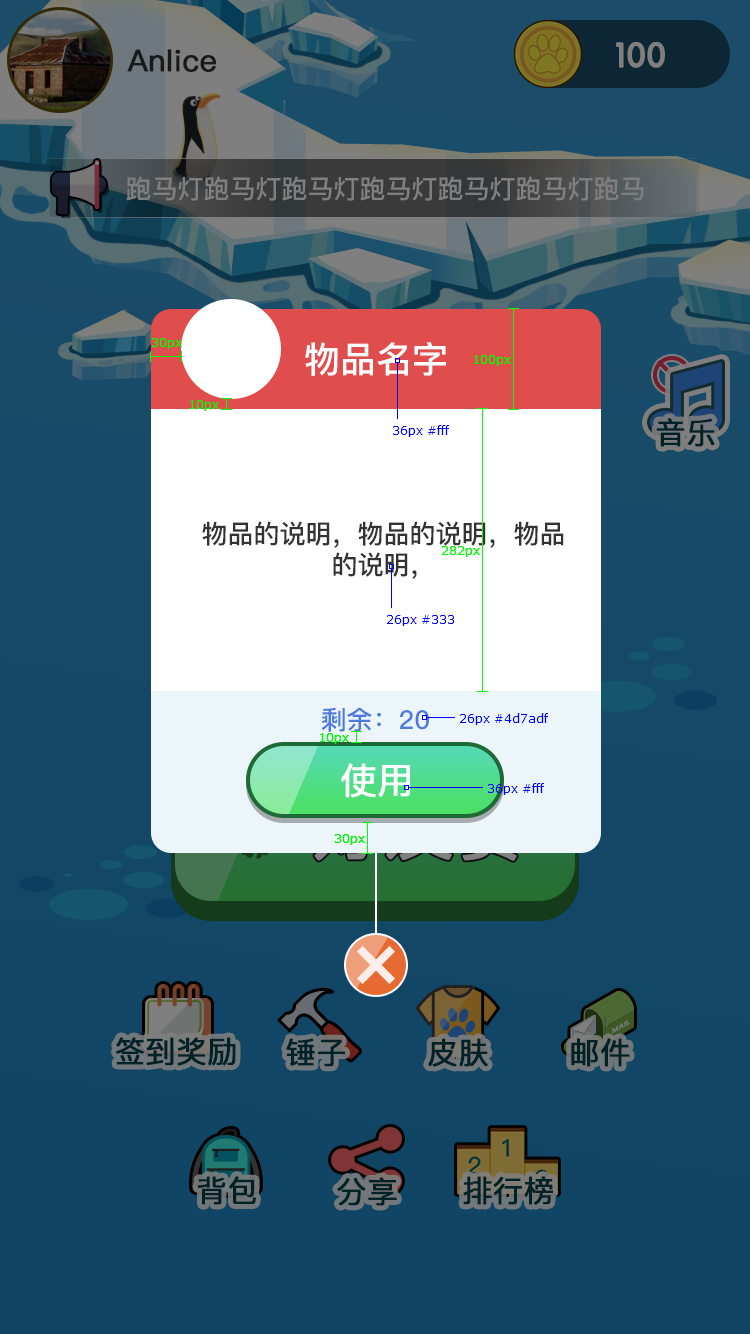 Anlice
100
跑马灯跑马灯跑马灯跑马灯跑马灯跑马灯跑马
30px
物品名字
100px
10px
36px #fff
音乐
物品的说明，物品的说明，物品
的说明，
282px
26px #333
剩余：20
26px #4d7adf
10px
使用
36px #fff
30px
签到奖励
锤子
皮肤
MAIL
邮件
背包
分享
1
2
排行榜